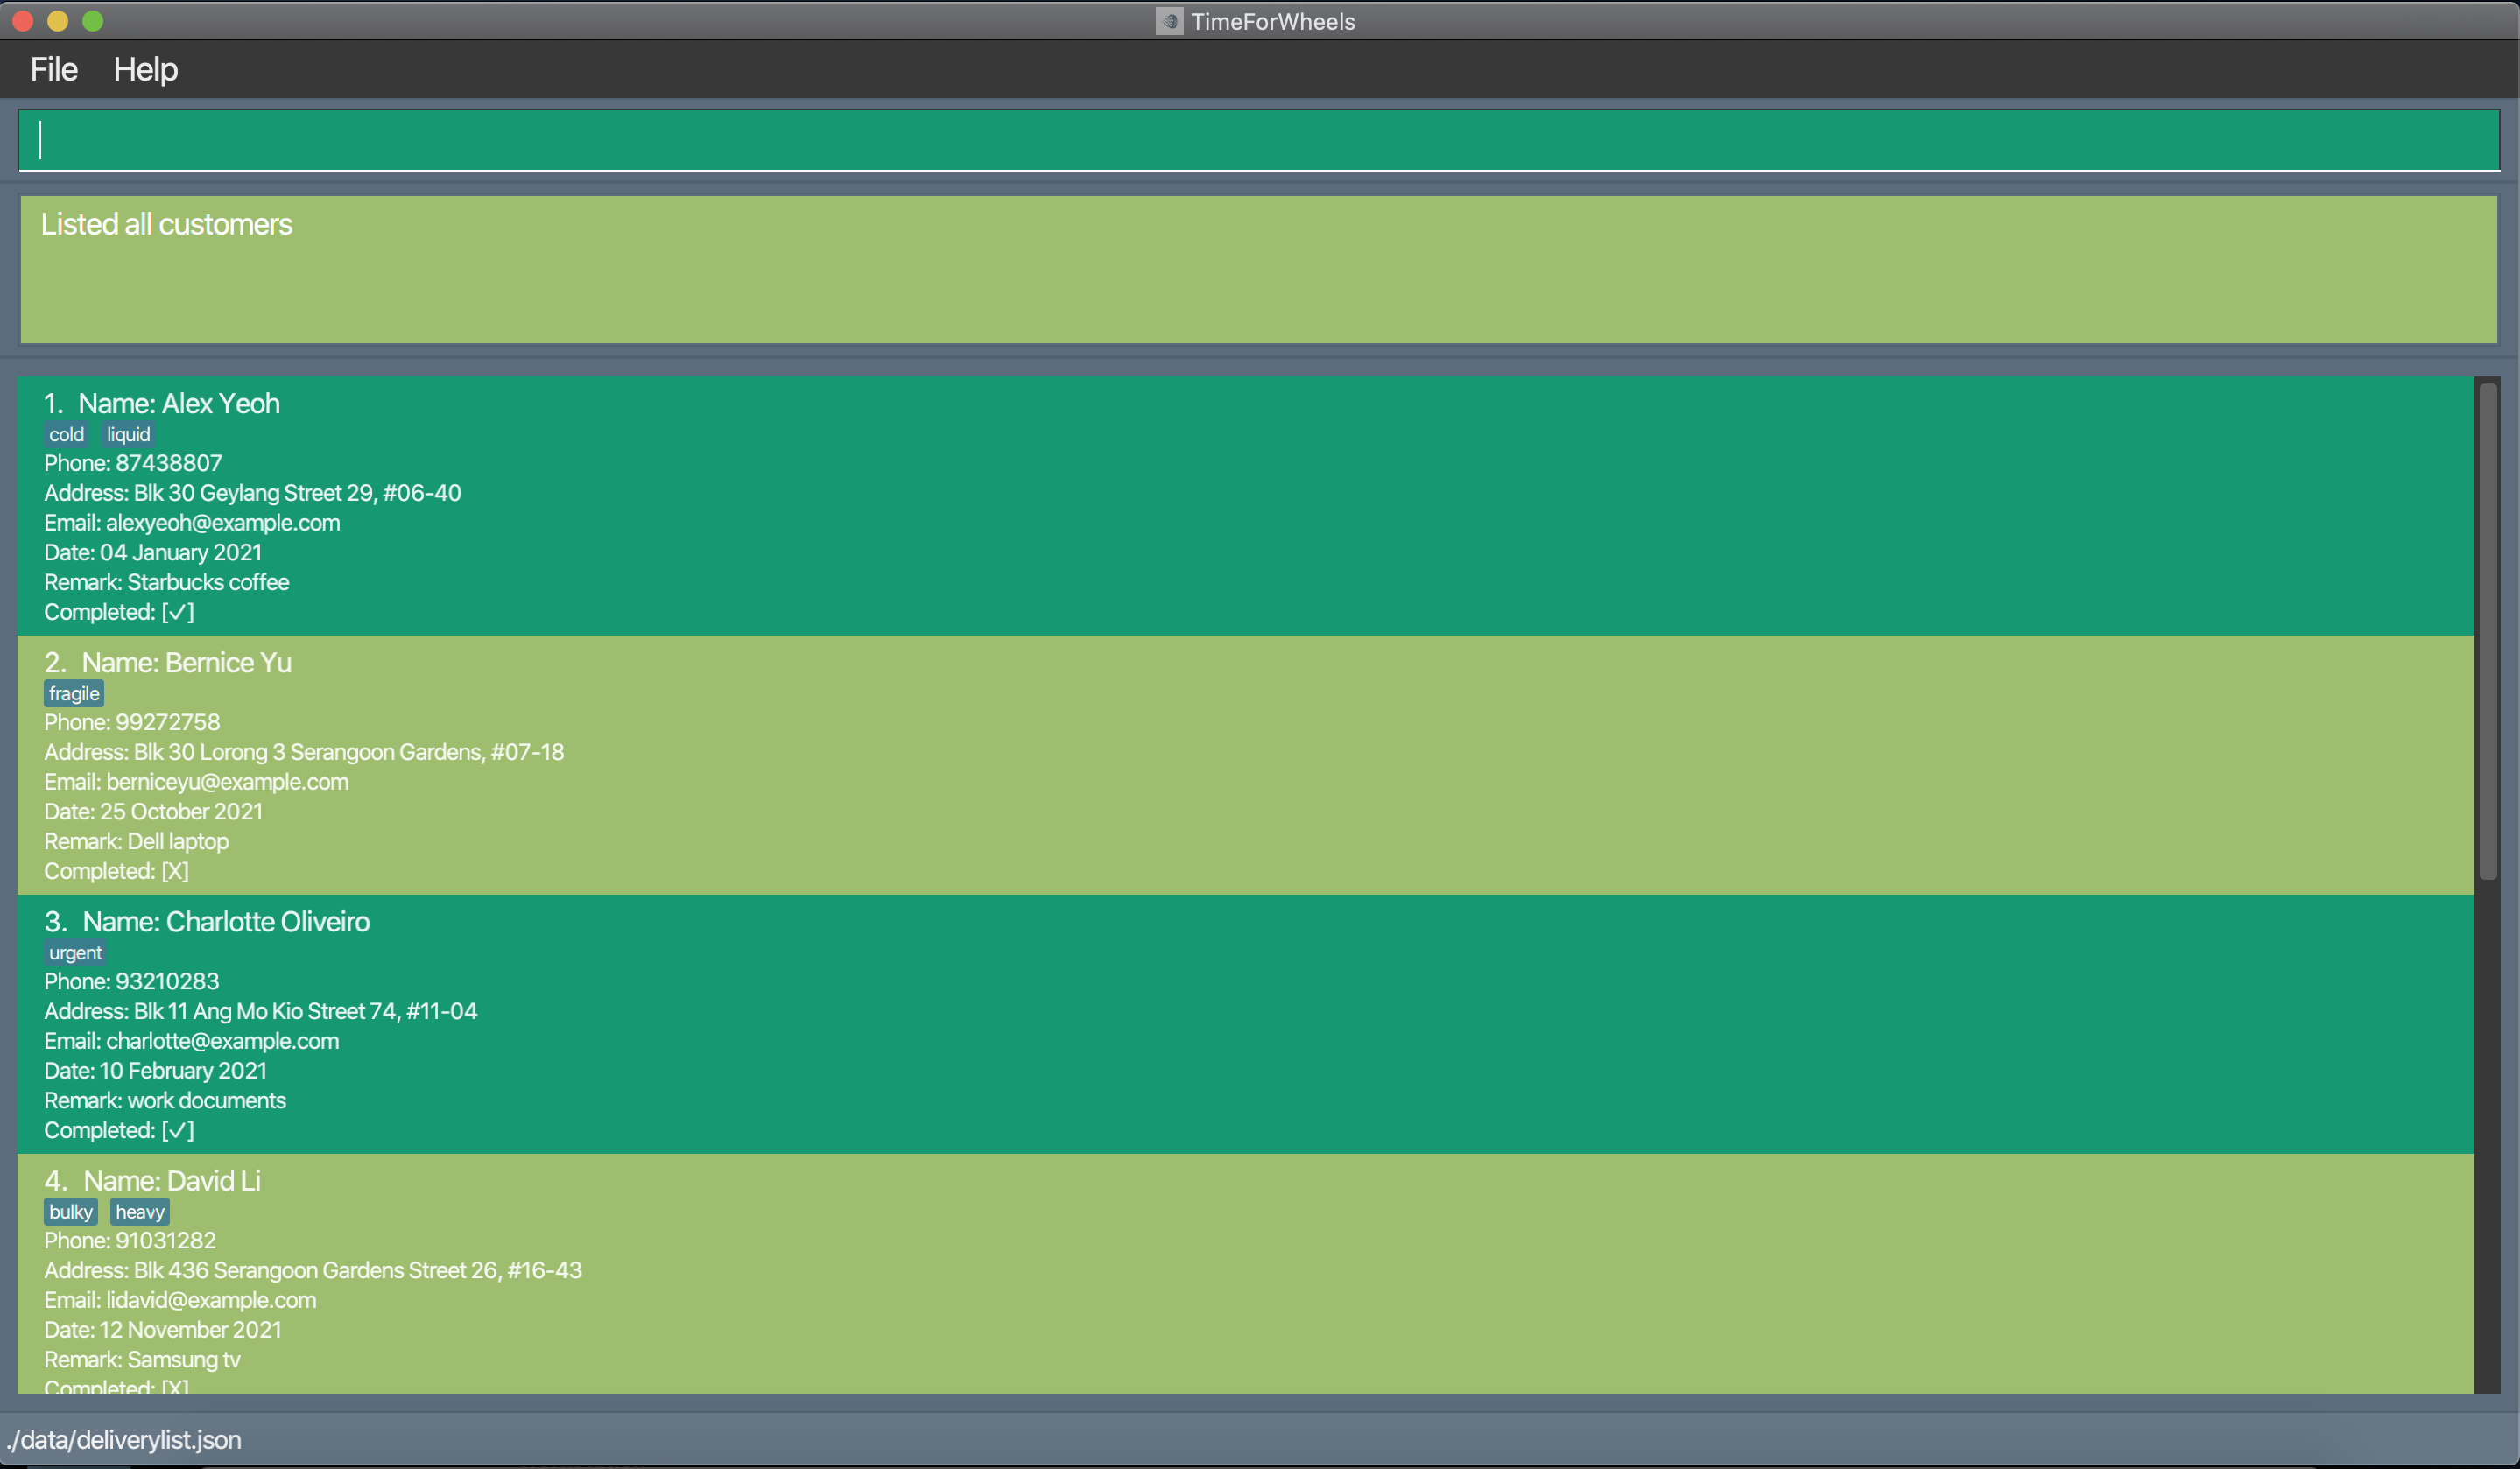 TimeForWheels
File Help
Listed all customers
1. Name: Alex Yeoh
cold liquid
Phone: 87438807
Address: Blk 30 Geylang Street 29, #06-40
Email: alexyeoh@example.com
Date: 04 January 2021
Remark: Starbucks coffee
Completed: [✓]
2. Name: Bernice Yu
fragile
Phone: 99272758
Address: Blk 30 Lorong 3 Serangoon Gardens, #07-18
Email: berniceyu@example.com
Date: 25 October 2021
Remark: Dell laptop
Completed: [X]
3. Name: Charlotte Oliveiro
urgent
Phone: 93210283
Address: Blk 11 Ang Mo Kio Street 74, #11-04
Email: charlotte@example.com
Date: 10 February 2021
Remark: work documents
Completed: [✓]
4. Name: David Li
bulky heavy
Phone: 91031282
Address: Blk 436 Serangoon Gardens Street 26, #16-43
Email: lidavid@example.com
Date: 12 November 2021
Remark: Samsung tv
Completed: [X]
./data/deliverylist.json